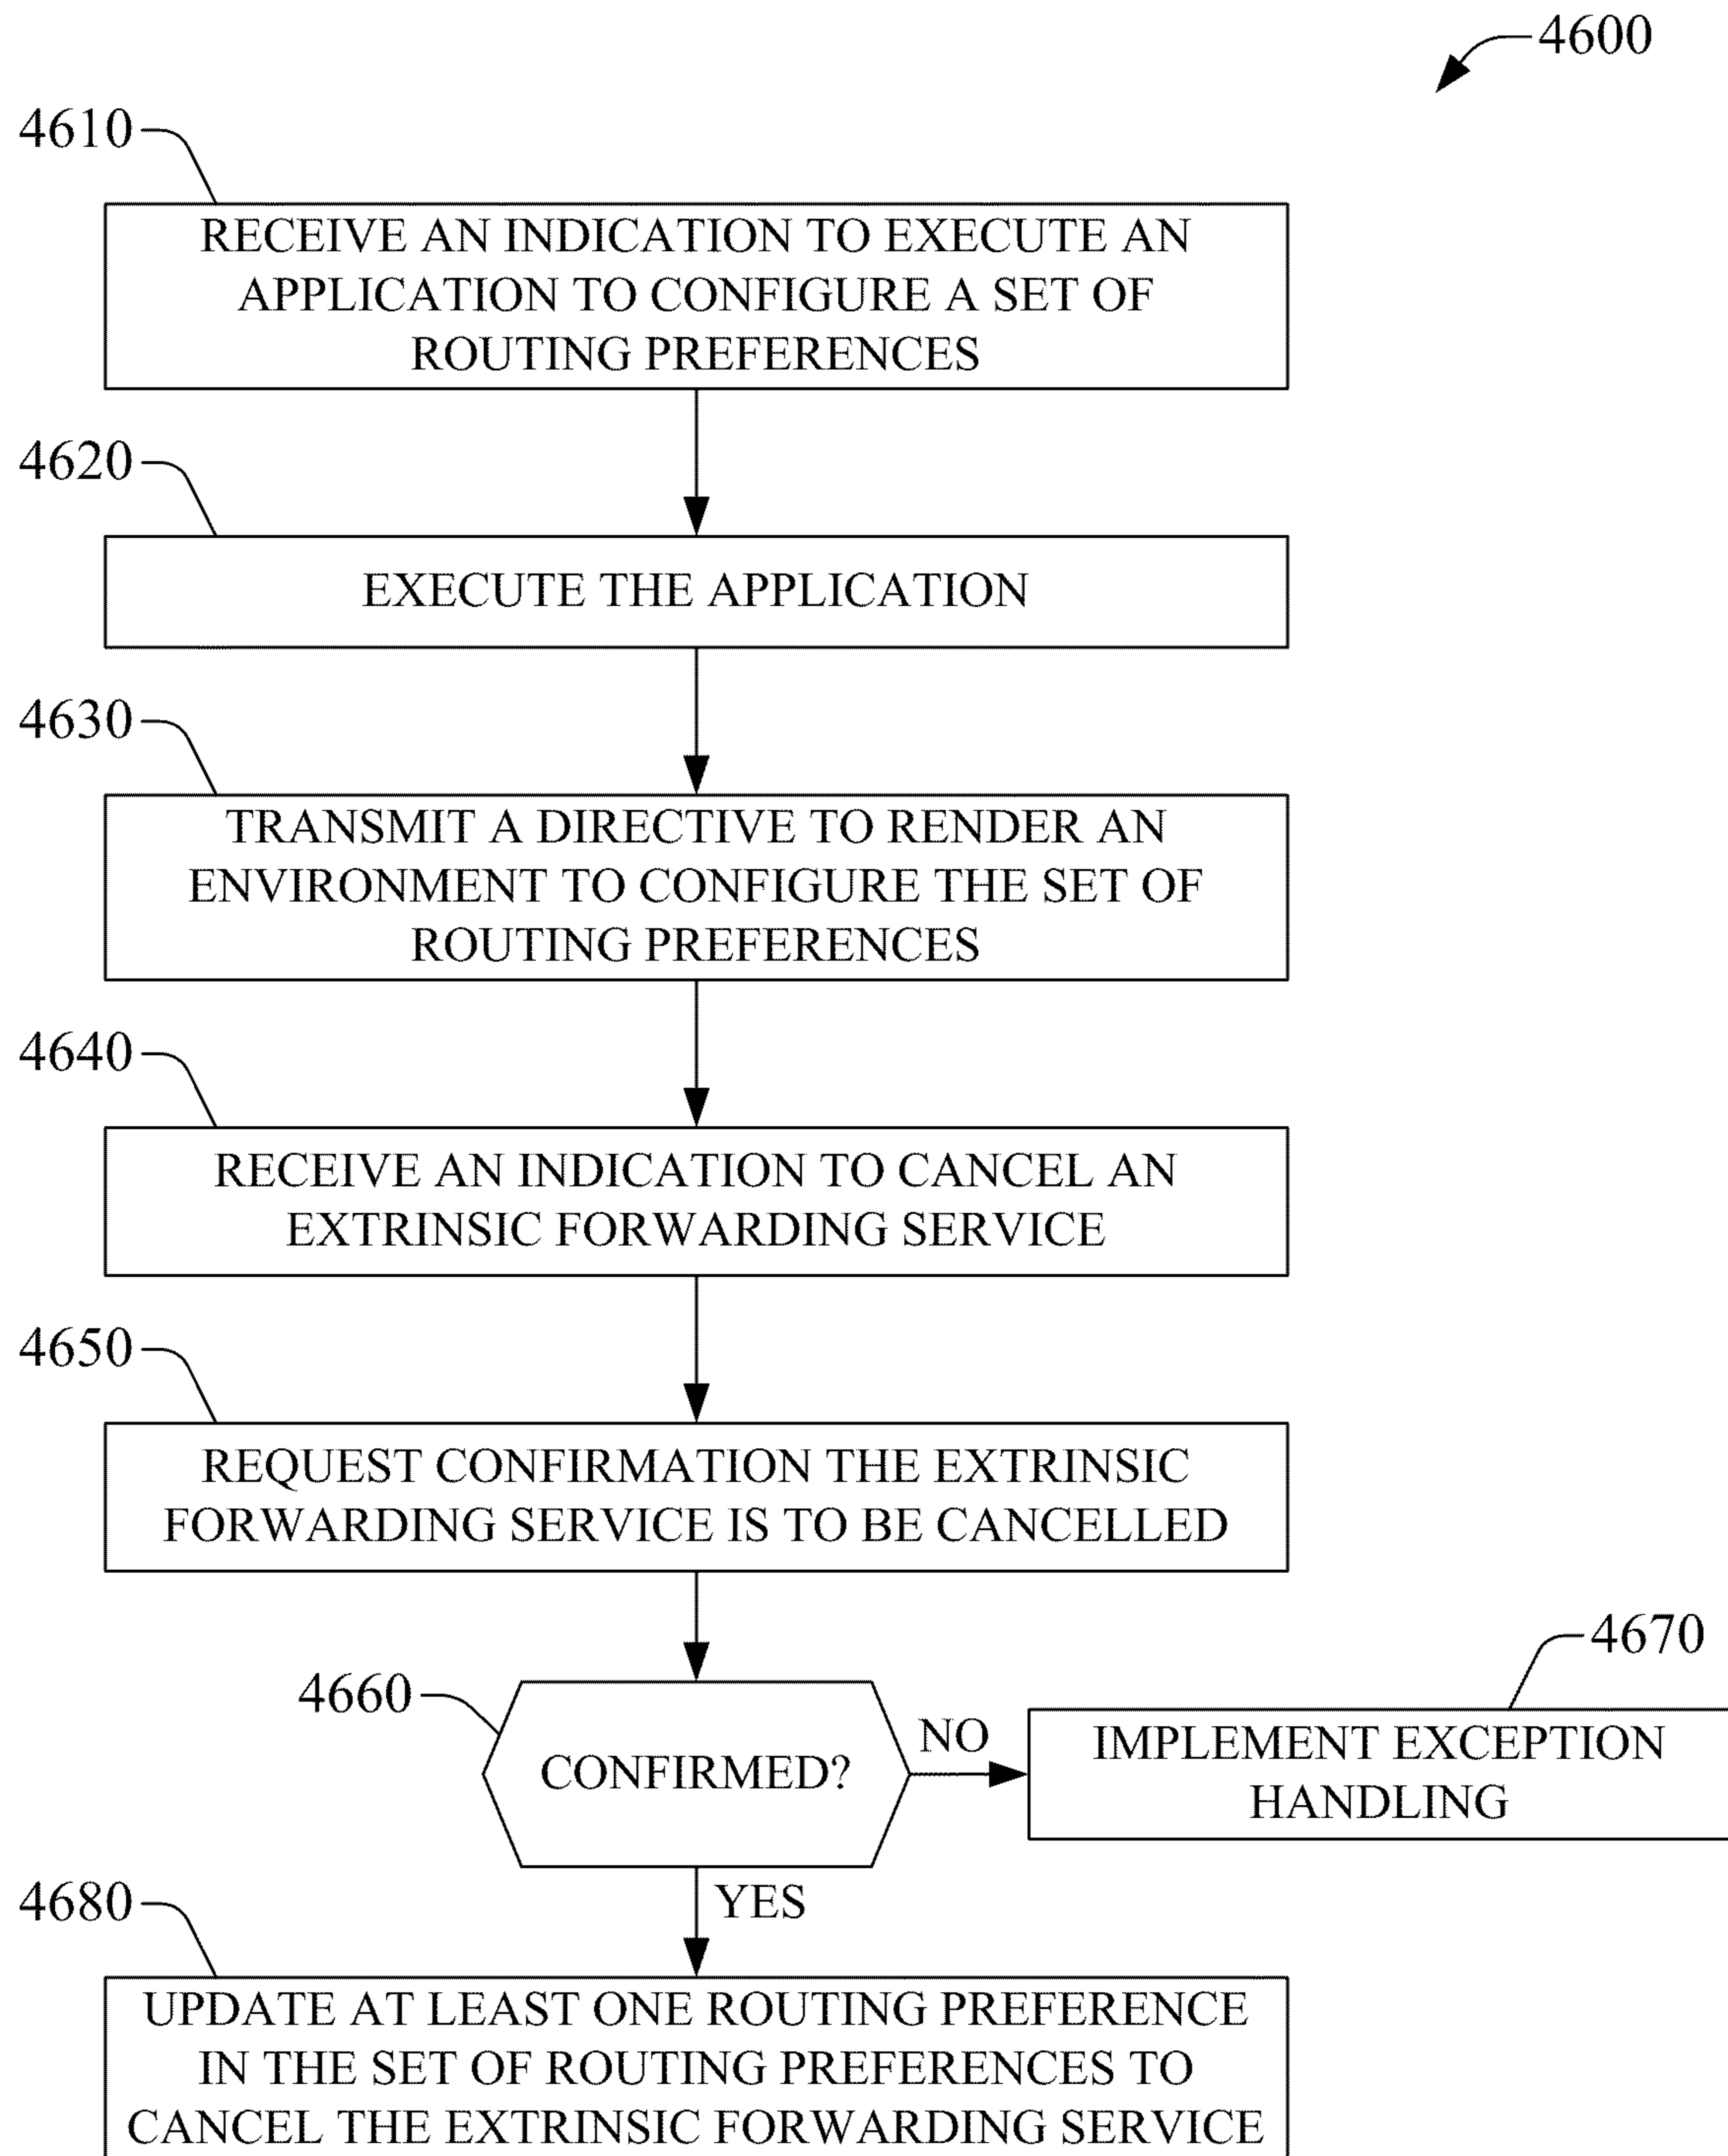 4600
4610
RECEIVE AN INDICATION TO EXECUTE AN
APPLICATION TO CONFIGURE A SET OF
ROUTING PREFERENCES
4620
EXECUTE THE APPLICATION
4630
TRANSMIT A DIRECTIVE TO RENDER AN
ENVIRONMENT TO CONFIGURE THE SET OF
ROUTING PREFERENCES
4640
RECEIVE AN INDICATION TO CANCEL AN
EXTRINSIC FORWARDING SERVICE
4650
REQUEST CONFIRMATION THE EXTRINSIC
FORWARDING SERVICE IS TO BE CANCELLED
4660
CONFIRMED?
NO
4670
IMPLEMENT EXCEPTION
HANDLING
YES
4680
UPDATE AT LEAST ONE ROUTING PREFERENCE
IN THE SET OF ROUTING PREFERENCES TO
CANCEL THE EXTRINSIC FORWARDING SERVICE